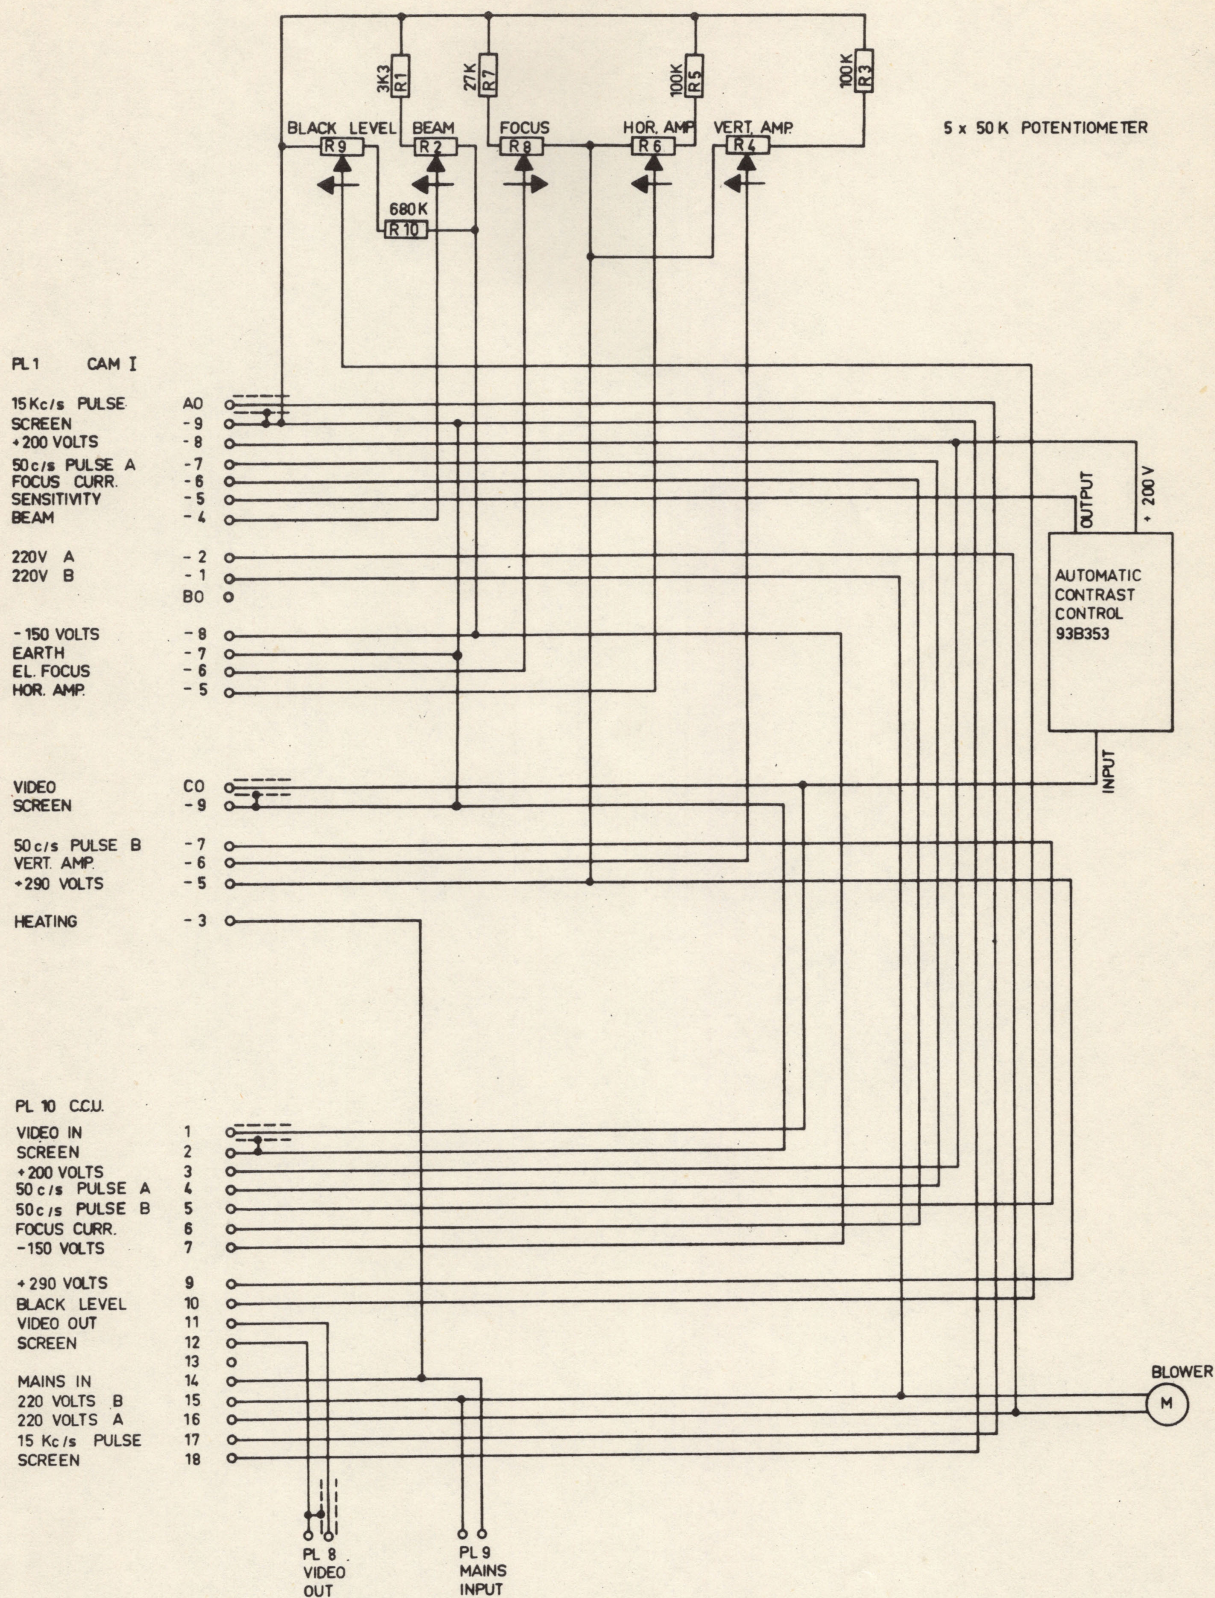 3K3
R1
27K
R7
100K
R5
100K
R3
BLACK LEVEL
BEAM
FOCUS
HOR. AMP.
VERT. AMP.
5 x 50K POTENTIOMETER
R9
R2
R8
R6
R4
680K
R10
PL1 CAM I
15Kc/s PULSE A0
SCREEN -9
+200 VOLTS -8
50c/s PULSE A -7
FOCUS CURR. -6
SENSITIVITY -5
BEAM -4
OUTPUT
+ 200V
220V A -2
220V B -1
B0
AUTOMATIC
CONTRAST
CONTROL
93B353
-150 VOLTS -8
EARTH -7
EL. FOCUS -6
HOR. AMP. -5
INPUT
VIDEO C0
SCREEN -9
50c/s PULSE B -7
VERT. AMP. -6
+290 VOLTS -5
HEATING -3
PL 10 C.C.U.
VIDEO IN 1
SCREEN 2
+200 VOLTS 3
50c/s PULSE A 4
50c/s PULSE B 5
FOCUS CURR. 6
-150 VOLTS 7
+290 VOLTS 9
BLACK LEVEL 10
VIDEO OUT 11
SCREEN 12
13
MAINS IN 14
220 VOLTS B 15
220 VOLTS A 16
15 Kc/s PULSE 17
SCREEN 18
BLOWER
M
PL 8
VIDEO
OUT
PL 9
MAINS
INPUT